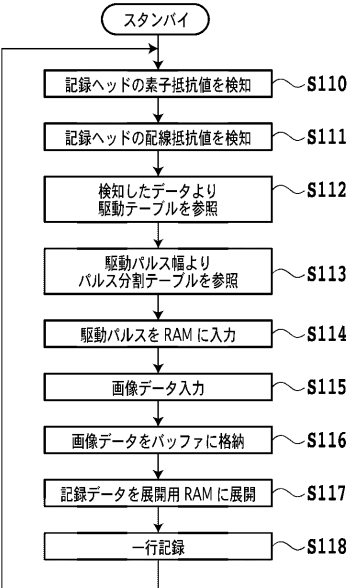 スタンバイ
記録ヘッドの素子抵抗値を検知
S110
記録ヘッドの配線抵抗値を検知
S111
検知したデータより
駆動テーブルを参照
S112
駆動パルス幅より
パルス分割テーブルを参照
S113
駆動パルスを RAM に入力
S114
画像データ入力
S115
画像データをバッファに格納
S116
記録データを展開用 RAM に展開
S117
一行記録
S118